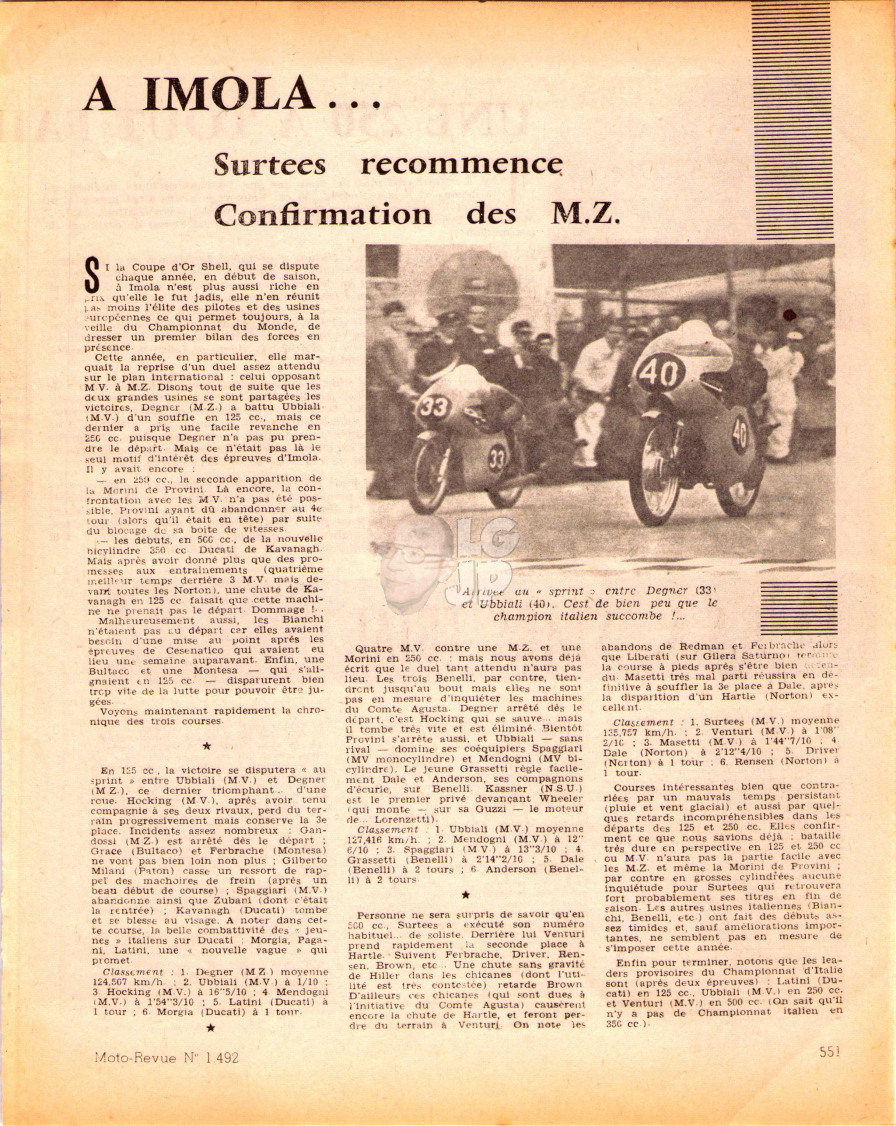 A IMOLA...
Surtees recommence
Confirmation des M.Z.
SI la Coupe d'Or Shell, qui se dispute
chaque année, en début de saison,
à Imola n'est plus aussi riche en
prix qu'elle le fut jadis, elle n'en réunit
pas moins l'élite des pilotes et des usines
européennes ce qui permet toujours, à la
veille du Championnat du Monde, de
dresser un premier bilan des forces en
présence.
Cette année, en particulier, elle mar-
quait la reprise d'un duel assez attendu
sur le plan international : celui opposant
M.V. à M.Z. Disons tout de suite que les
deux grandes usines se sont partagées les
victoires, Degner (M.Z.) a battu Ubbiali
(M.V.) d'un souffle en 125 cc., mais ce
dernier a pris une facile revanche en
250 cc. puisque Degner n'a pas pu pren-
dre le départ. Mais ce n'était pas là le
seul motif d'intérêt des épreuves d'Imola.
Il y avait encore :
— en 250 cc., la seconde apparition de
la Morini de Provini. Là encore, la con-
frontation avec les M.V. n'a pas été pos-
sible, Provini ayant dû abandonner au 4e
tour (alors qu'il était en tête) par suite
du blocage de sa boîte de vitesses.
— les débuts, en 500 cc., de la nouvelle
bicylindre 350 cc. Ducati de Kavanagh.
Mais après avoir donné plus que des pro-
messes aux entraînements (quatrième
meilleur temps derrière 3 M.V. mais de-
vant toutes les Norton), une chute de Ka-
vanagh en 125 cc. faisait que cette machi-
ne ne prenait pas le départ. Dommage !..
Malheureusement aussi, les Bianchi
n'étaient pas au départ car elles avaient
besoin d'une mise au point après les
épreuves de Cesenatico qui avaient eu
lieu une semaine auparavant. Enfin, une
Bultaco et une Montesa — qui s'ali-
gnaient en 125 cc. — disparurent bien
trop vite de la lutte pour pouvoir être ju-
gées.
Voyons maintenant rapidement la chro-
nique des trois courses.
★
En 125 cc., la victoire se disputera « au
sprint » entre Ubbiali (M.V.) et Degner
(M.Z.), ce dernier triomphant... d'une
roue. Hocking (M.V.), après avoir tenu
compagnie à ses deux rivaux, perd du ter-
rain progressivement mais conserve la 3e
place. Incidents assez nombreux : Gan-
dossi (M.Z.) est arrêté dès le départ ;
Grace (Bultaco) et Ferbrache (Montesa)
ne vont pas bien loin non plus ; Gilberto
Milani (Paton) casse un ressort de rap-
pel des machoires de frein (après un
beau début de course) ; Spaggiari (M.V.)
abandonne ainsi que Zubani (dont c'était
la rentrée) ; Kavanagh (Ducati) tombe
et se blesse au visage. A noter dans cet-
te course, la belle combattivité des « jeu-
nes » italiens sur Ducati : Morgia, Paga-
ni, Latini, une « nouvelle vague » qui
promet.
Classement : 1. Degner (M.Z.) moyenne
124,567 km/h. ; 2. Ubbiali (M.V.) à 1/10 ;
3. Hocking (M.V.) à 16''5/10 ; 4. Mendogni
(M.V.) à 1'54''3/10 ; 5. Latini (Ducati) à
1 tour ; 6. Morgia (Ducati) à 1 tour.
★
33
33
40
40
LG
JP
Arrivée au « sprint » entre Degner (33)
et Ubbiali (40). C'est de bien peu que le
champion italien succombe !...
Quatre M.V. contre une M.Z. et une
Morini en 250 cc. ; mais nous avons déjà
écrit que le duel tant attendu n'aura pas
lieu. Les trois Benelli, par contre, tien-
dront jusqu'au bout mais elles ne sont
pas en mesure d'inquiéter les machines
du Comte Agusta. Degner arrêté dès le
départ, c'est Hocking qui se sauve... mais
il tombe très vite et est éliminé. Bientôt
Provini s'arrête aussi, et Ubbiali — sans
rival — domine ses coéquipiers Spaggiari
(MV monocylindre) et Mendogni (MV bi-
cylindre). Le jeune Grassetti règle facile-
ment Dale et Anderson, ses compagnons
d'écurie, sur Benelli. Kassner (N.S.U.)
est le premier privé devançant Wheeler
(qui monte — sur sa Guzzi — le moteur
de... Lorenzetti).
Classement : 1. Ubbiali (M.V.) moyenne
127,416 km/h. ; 2. Mendogni (M.V.) à 12''
6/10 ; 3. Spaggiari (M.V.) à 13''3/10 ; 4.
Grassetti (Benelli) à 2'14''2/10 ; 5. Dale
(Benelli) à 2 tours ; 6. Anderson (Benel-
li) à 2 tours.
★
Personne ne sera surpris de savoir qu'en
500 cc., Surtees a exécuté son numéro
habituel... de soliste. Derrière lui Venturi
prend rapidement la seconde place à
Hartle. Suivent Ferbrache, Driver, Ren-
sen, Brown, etc... Une chute sans gravité
de Hiller dans les chicanes (dont l'uti-
lité est très contestée) retarde Brown.
D'ailleurs ces chicanes (qui sont dues à
l'initiative du Comte Agusta) causèrent
encore la chute de Hartle, et feront per-
dre du terrain à Venturi. On note les
abandons de Redman et Ferbrache alors
que Liberati (sur Gilera Saturno) termine
la course à pieds après s'être bien
du. Masetti très mal parti réussira en dé-
finitive à souffler la 3e place à Dale, après
la disparition d'un Hartle (Norton) ex-
cellent.
Classement : 1. Surtees (M.V.) moyenne
135,757 km/h. ; 2. Venturi (M.V.) à 1'08''
2/10 ; 3. Masetti (M.V.) à 1'44''7/10 ; 4.
Dale (Norton) à 2'12''4/10 ; 5. Driver
(Norton) à 1 tour ; 6. Rensen (Norton) à
1 tour.
Courses intéressantes bien que contra-
riées par un mauvais temps persistant
(pluie et vent glacial) et aussi par quel-
ques retards incompréhensibles dans les
départs des 125 et 250 cc. Elles confir-
ment ce que nous savions déjà : bataille
très dure en perspective en 125 et 250 cc
ou M.V. n'aura pas la partie facile avec
les M.Z. et même la Morini de Provini ;
par contre en grosses cylindrées aucune
inquiétude pour Surtees qui retrouvera
fort probablement ses titres en fin de
saison. Les autres usines italiennes (Bian-
chi, Benelli, etc.) ont fait des débuts as-
sez timides et, sauf améliorations impor-
tantes, ne semblent pas en mesure de
s'imposer cette année.
Enfin pour terminer, notons que les lea-
ders provisoires du Championnat d'Italie
sont (après deux épreuves) : Latini (Du-
cati) en 125 cc., Ubbiali (M.V.) en 250 cc.
et Venturi (M.V.) en 500 cc. (On sait qu'il
n'y a pas de Championnat italien en
350 cc.).
Moto-Revue N° 1.492
551